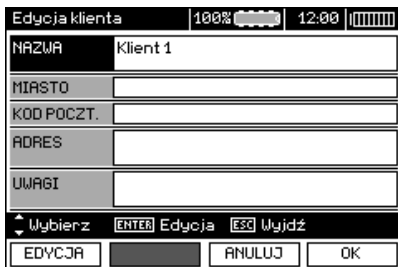 Edycja klienta 100% 12:00
NAZWA Klient 1
MIASTO
KOD POCZT.
ADRES
UWAGI
Wybierz ENTER Edycja ESC Wyjdź
EDYCJA ANULUJ OK